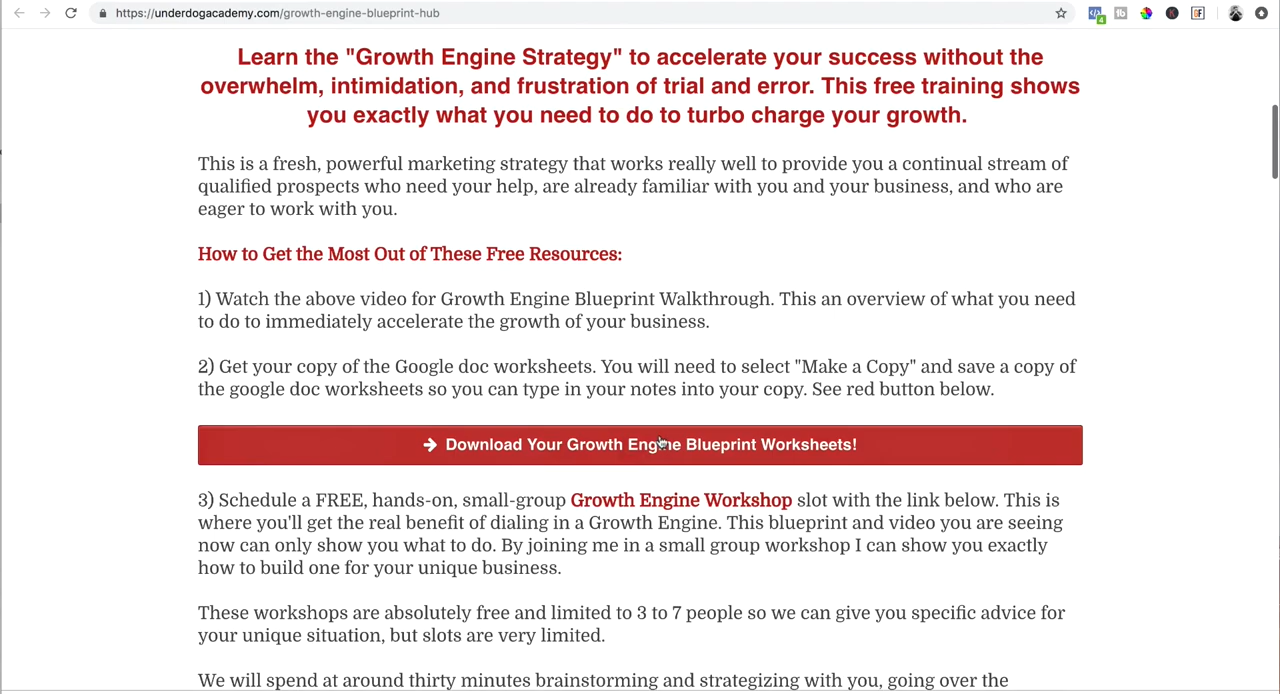 https://underdogacademy.com/growth-engine-blueprint-hub
4
tb
K
OF
Learn the "Growth Engine Strategy" to accelerate your success without the
overwhelm, intimidation, and frustration of trial and error. This free training shows
you exactly what you need to do to turbo charge your growth.
This is a fresh, powerful marketing strategy that works really well to provide you a continual stream of
qualified prospects who need your help, are already familiar with you and your business, and who are
eager to work with you.
How to Get the Most Out of These Free Resources:
1) Watch the above video for Growth Engine Blueprint Walkthrough. This an overview of what you need
to do to immediately accelerate the growth of your business.
2) Get your copy of the Google doc worksheets. You will need to select "Make a Copy" and save a copy of
the google doc worksheets so you can type in your notes into your copy. See red button below.
Download Your Growth Engine Blueprint Worksheets!
3) Schedule a FREE, hands-on, small-group Growth Engine Workshop slot with the link below. This is
where you'll get the real benefit of dialing in a Growth Engine. This blueprint and video you are seeing
now can only show you what to do. By joining me in a small group workshop I can show you exactly
how to build one for your unique business.
These workshops are absolutely free and limited to 3 to 7 people so we can give you specific advice for
your unique situation, but slots are very limited.
We will spend at around thirty minutes brainstorming and strategizing with you, going over the